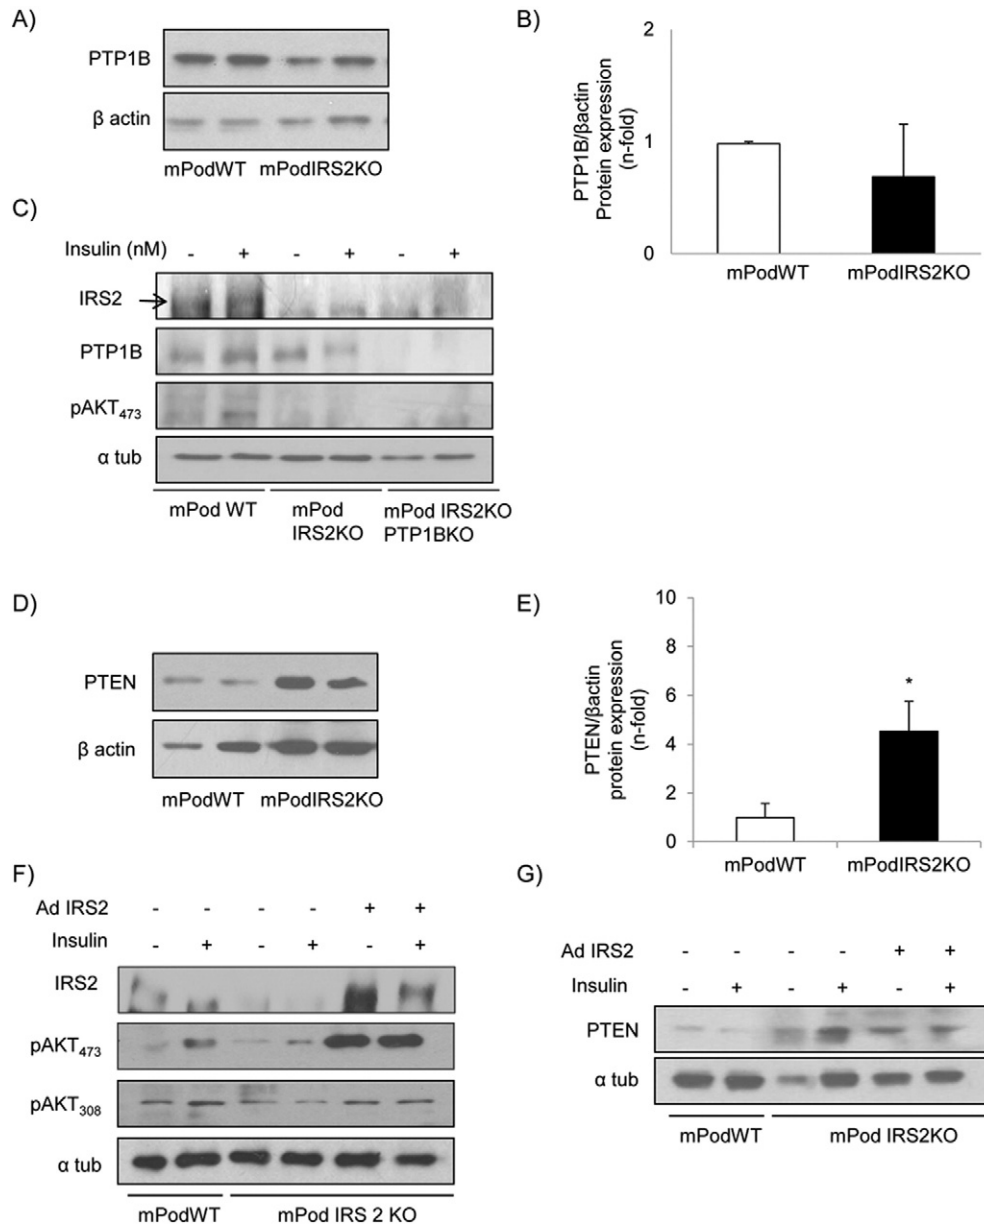 A)
PTP1B
β actin
mPodWT mPodIRS2KO
B)
PTP1B/βactin
Protein expression
(n-fold)
2
1
0
mPodWT mPodIRS2KO
C)
Insulin (nM) - + - + - +
IRS2
PTP1B
pAKT473
α tub
mPod WT
mPod
IRS2KO
mPod IRS2KO
PTP1BKO
D)
PTEN
β actin
mPodWT mPodIRS2KO
E)
PTEN/βactin
protein expression
(n-fold)
10
8
6
4
2
0
*
mPodWT mPodIRS2KO
F)
Ad IRS2 - - - - + +
Insulin - + - + - +
IRS2
pAKT473
pAKT308
α tub
mPodWT mPod IRS 2 KO
G)
Ad IRS2 - - - - + +
Insulin - + - + - +
PTEN
α tub
mPodWT mPod IRS2KO